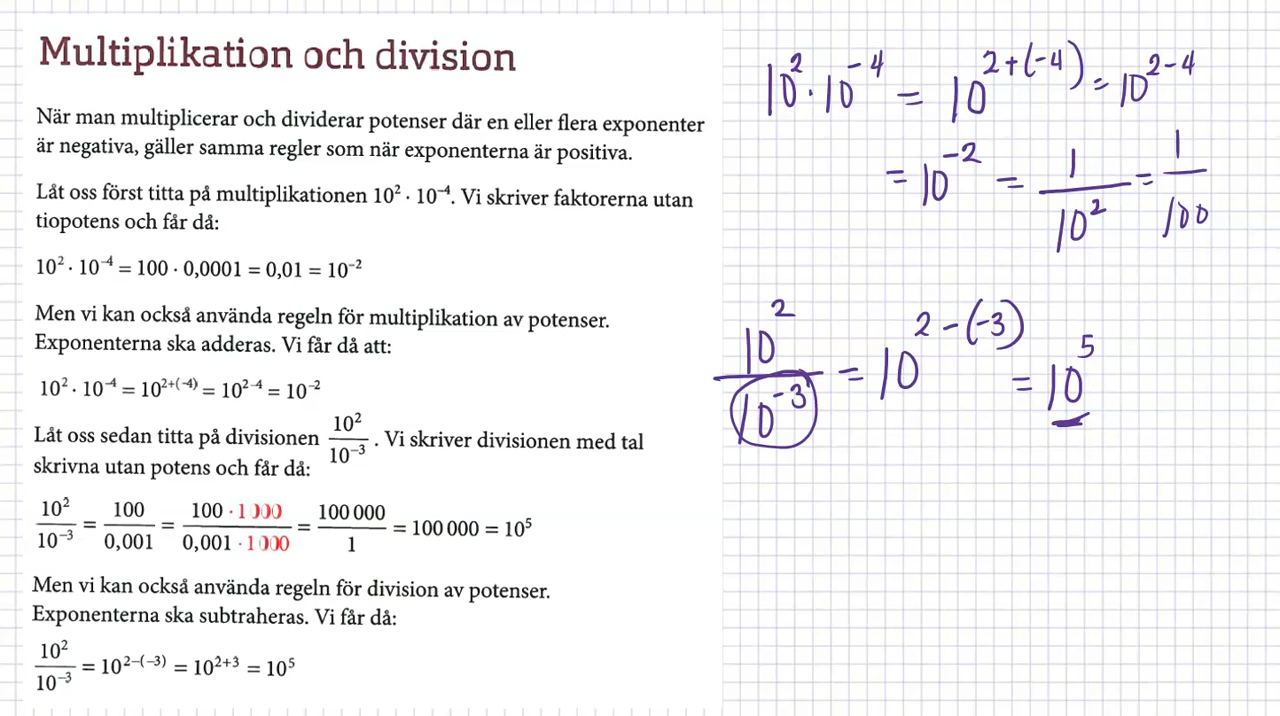 Multiplikation och division
När man multiplicerar och dividerar potenser där en eller flera exponenter
är negativa, gäller samma regler som när exponenterna är positiva.
Låt oss först titta på multiplikationen 10² · 10⁻⁴. Vi skriver faktorerna utan
tiopotens och får då:
10² · 10⁻⁴ = 100 · 0,0001 = 0,01 = 10⁻²
Men vi kan också använda regeln för multiplikation av potenser.
Exponenterna ska adderas. Vi får då att:
10² · 10⁻⁴ = 10²⁺⁽⁻⁴⁾ = 10²⁻⁴ = 10⁻²
Låt oss sedan titta på divisionen 10²/10⁻³. Vi skriver divisionen med tal
skrivna utan potens och får då:
10²/10⁻³ = 100/0,001 = 100 · 1 000/0,001 · 1 000 = 100 000/1 = 100 000 = 10⁵
Men vi kan också använda regeln för division av potenser.
Exponenterna ska subtraheras. Vi får då:
10²/10⁻³ = 10²⁻⁽⁻³⁾ = 10²⁺³ = 10⁵
10² · 10⁻⁴ = 10²⁺⁽⁻⁴⁾ = 10²⁻⁴
= 10⁻² = 1/10² = 1/100
10²/10⁻³ = 10²⁻⁽⁻³⁾ = 10⁵